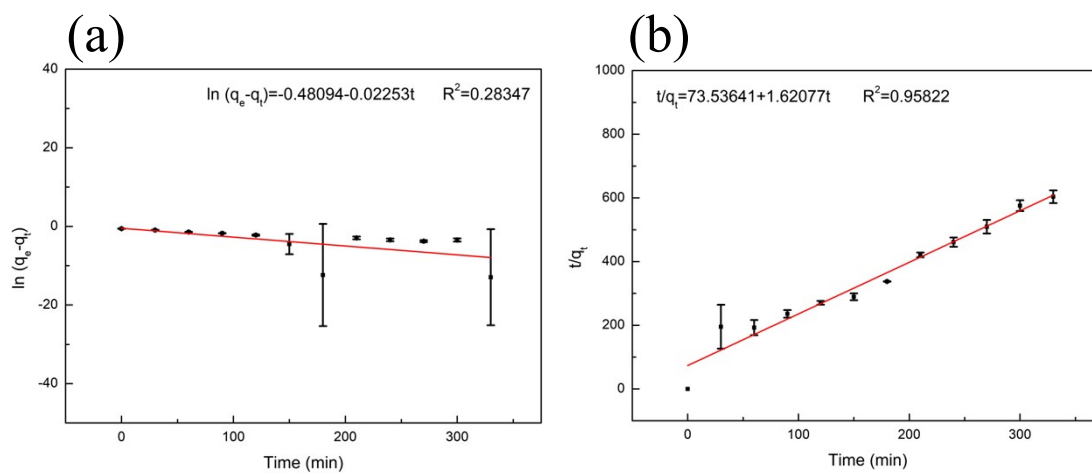 (a)
40
20
0
-20
-40
0
100
200
300
ln (qe-qt)
Time (min)
ln (qe-qt)=-0.48094-0.02253t R²=0.28347
(b)
1000
800
600
400
200
0
0
100
200
300
t/qt
Time (min)
t/qt=73.53641+1.62077t R²=0.95822